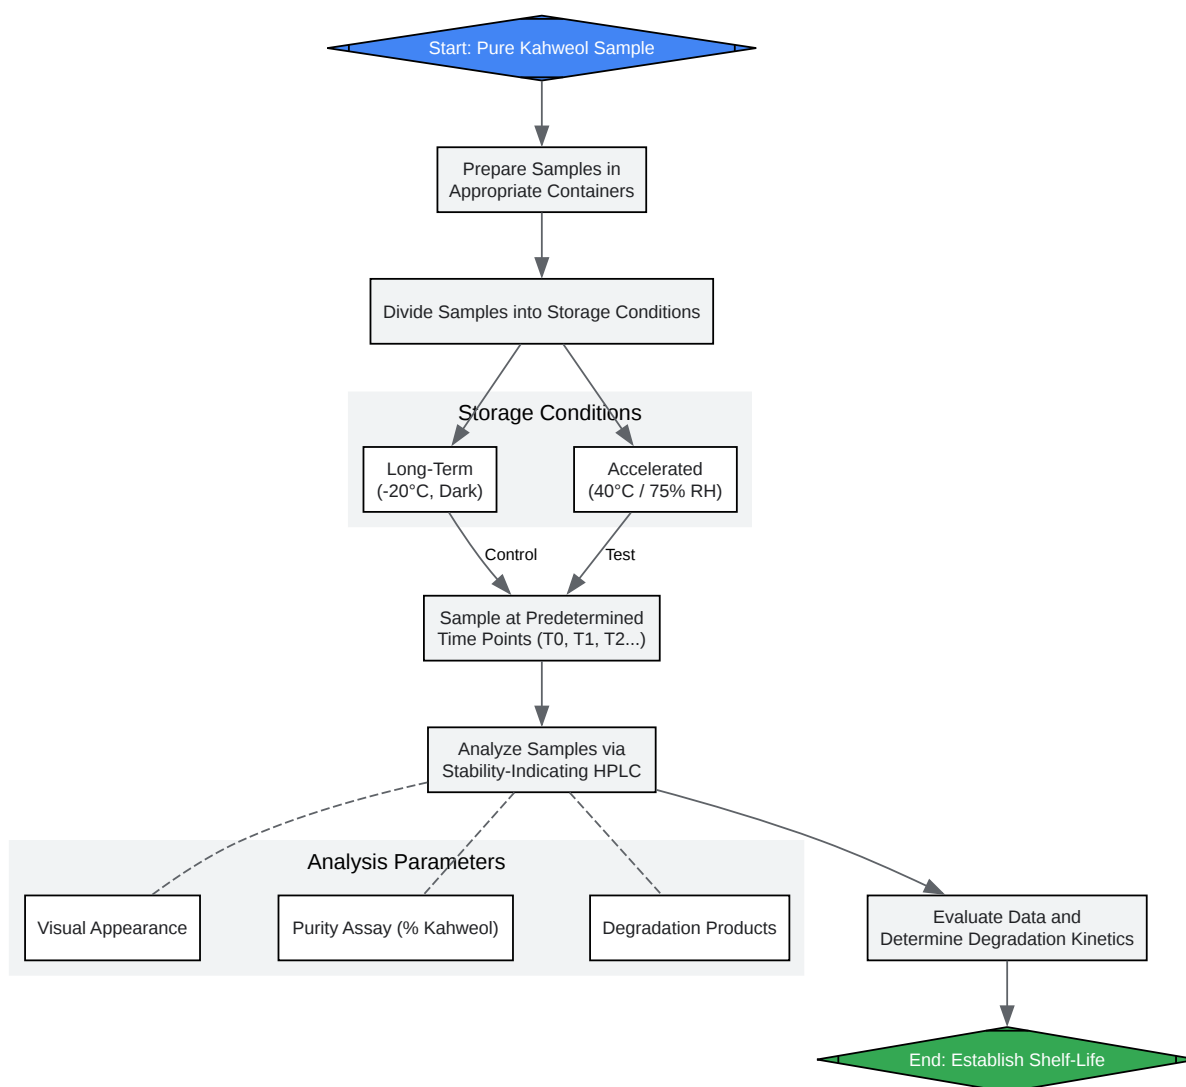 Start: Pure Kahweol Sample
Prepare Samples in
Appropriate Containers
Divide Samples into Storage Conditions
Storage Conditions
Long-Term
(-20°C, Dark)
Accelerated
(40°C / 75% RH)
Control
Test
Sample at Predetermined
Time Points (T0, T1, T2...)
Analyze Samples via
Stability-Indicating HPLC
Analysis Parameters
Visual Appearance
Purity Assay (% Kahweol)
Degradation Products
Evaluate Data and
Determine Degradation Kinetics
End: Establish Shelf-Life